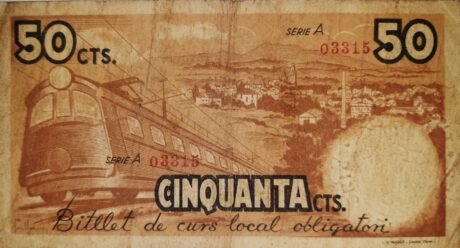 50 CTS. SERIE A 03315 50
SERIE A 03315
CINQUANTA CTS.
Bitllet de curs local obligatori